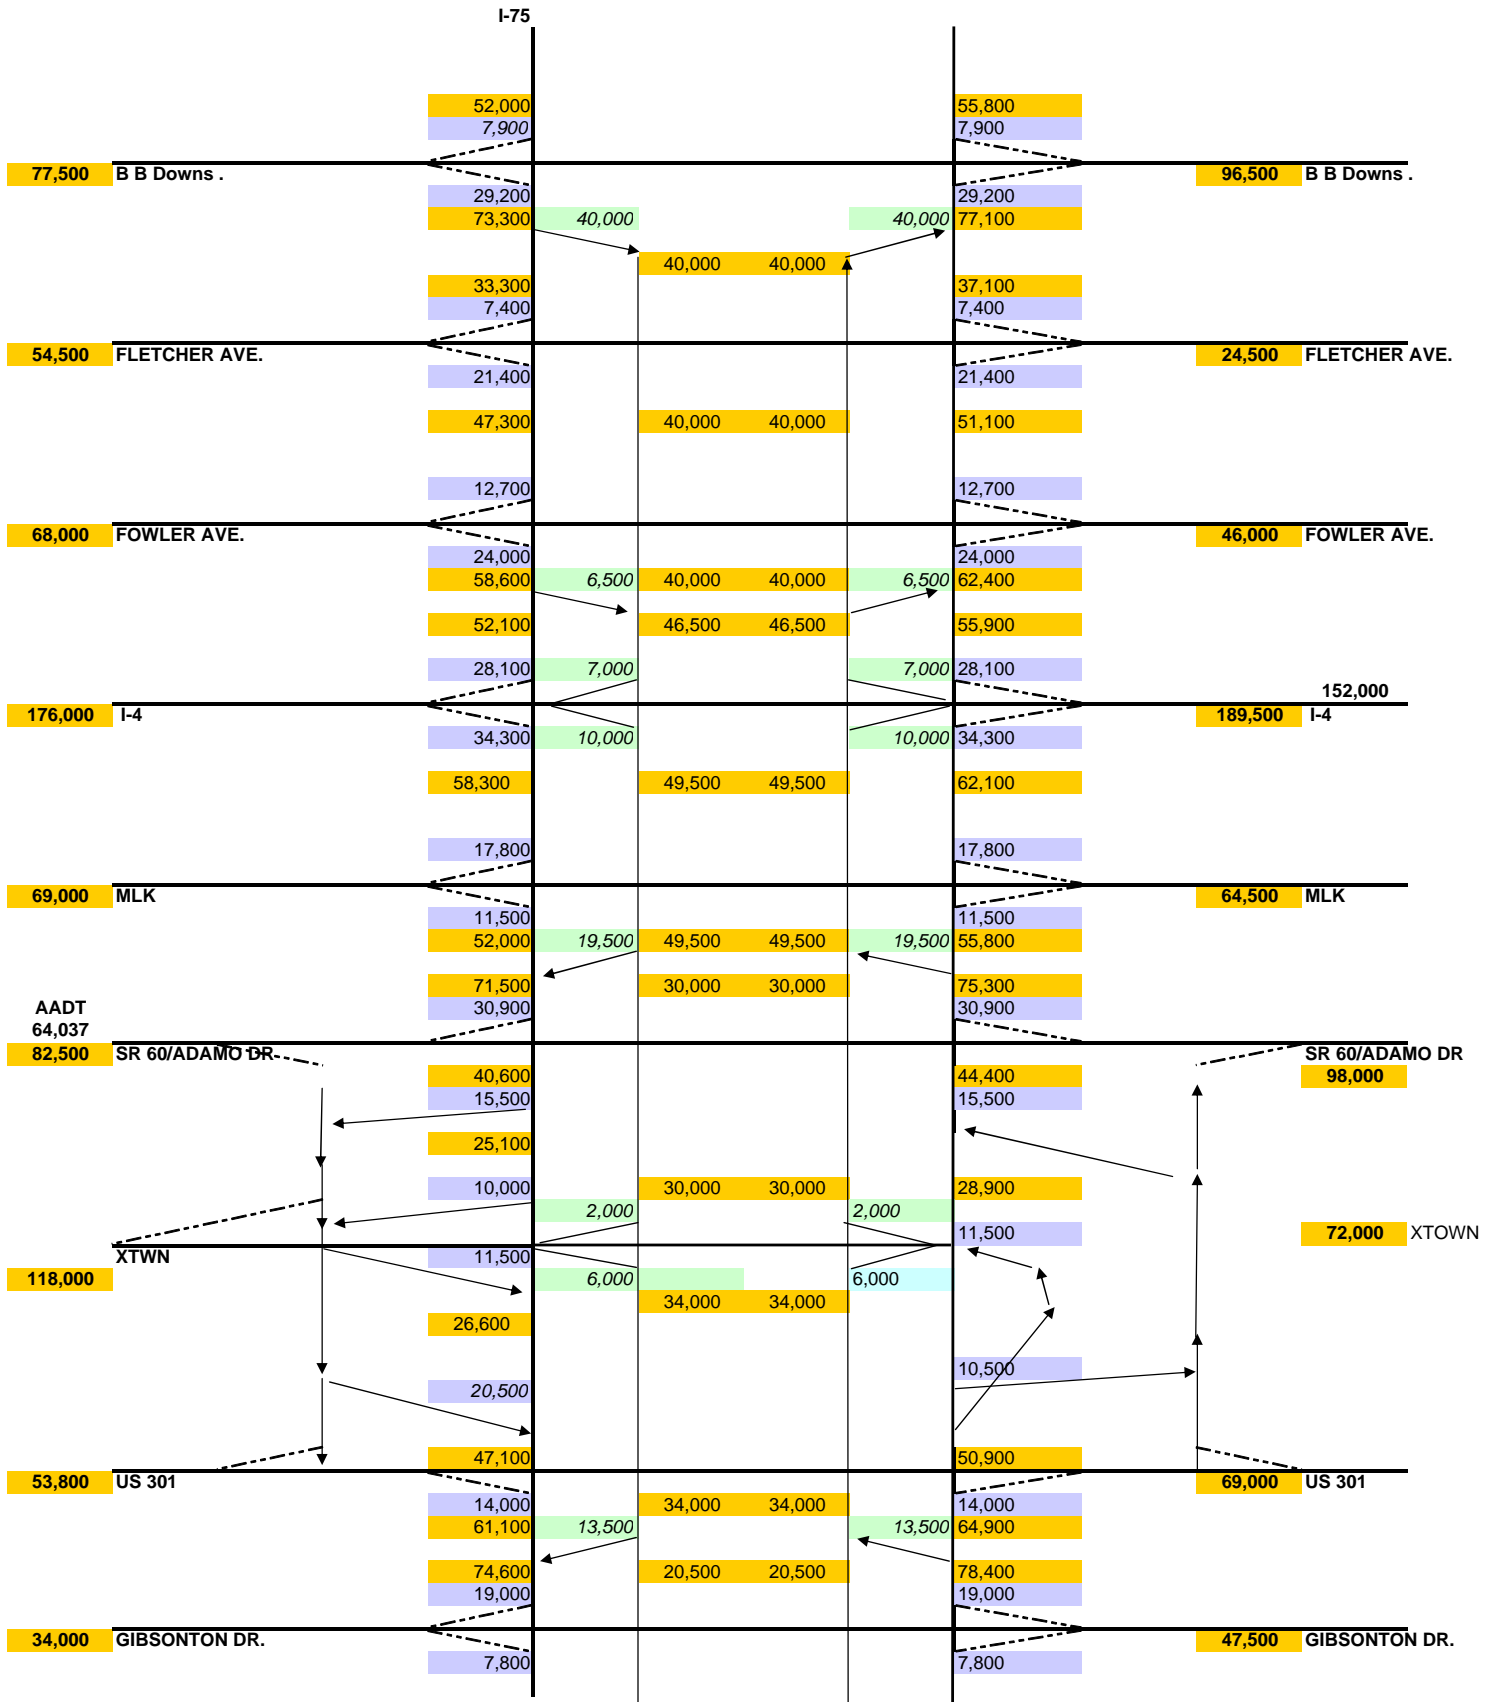 I-75
52,000 55,800
7,900 7,900
77,500 B B Downs . 96,500 B B Downs .
29,200 29,200
73,300 40,000 40,000 77,100
40,000 40,000
33,300 37,100
7,400 7,400
54,500 FLETCHER AVE. 24,500 FLETCHER AVE.
21,400 21,400
47,300 40,000 40,000 51,100
12,700 12,700
68,000 FOWLER AVE. 46,000 FOWLER AVE.
24,000 24,000
58,600 6,500 40,000 40,000 6,500 62,400
52,100 46,500 46,500 55,900
28,100 7,000 7,000 28,100
152,000
176,000 I-4 189,500 I-4
34,300 10,000 10,000 34,300
58,300 49,500 49,500 62,100
17,800 17,800
69,000 MLK 64,500 MLK
11,500 11,500
52,000 19,500 49,500 49,500 19,500 55,800
71,500 30,000 30,000 75,300
AADT 30,900 30,900
64,037
82,500 SR 60/ADAMO DR SR 60/ADAMO DR
40,600 44,400 98,000
15,500 15,500
25,100
10,000 30,000 30,000 28,900
2,000 2,000
11,500 72,000 XTOWN
XTWN 11,500
118,000 6,000 6,000
34,000 34,000
26,600
10,500
20,500
47,100 50,900
53,800 US 301 69,000 US 301
14,000 34,000 34,000 14,000
61,100 13,500 13,500 64,900
74,600 20,500 20,500 78,400
19,000 19,000
34,000 GIBSONTON DR. 47,500 GIBSONTON DR.
7,800 7,800